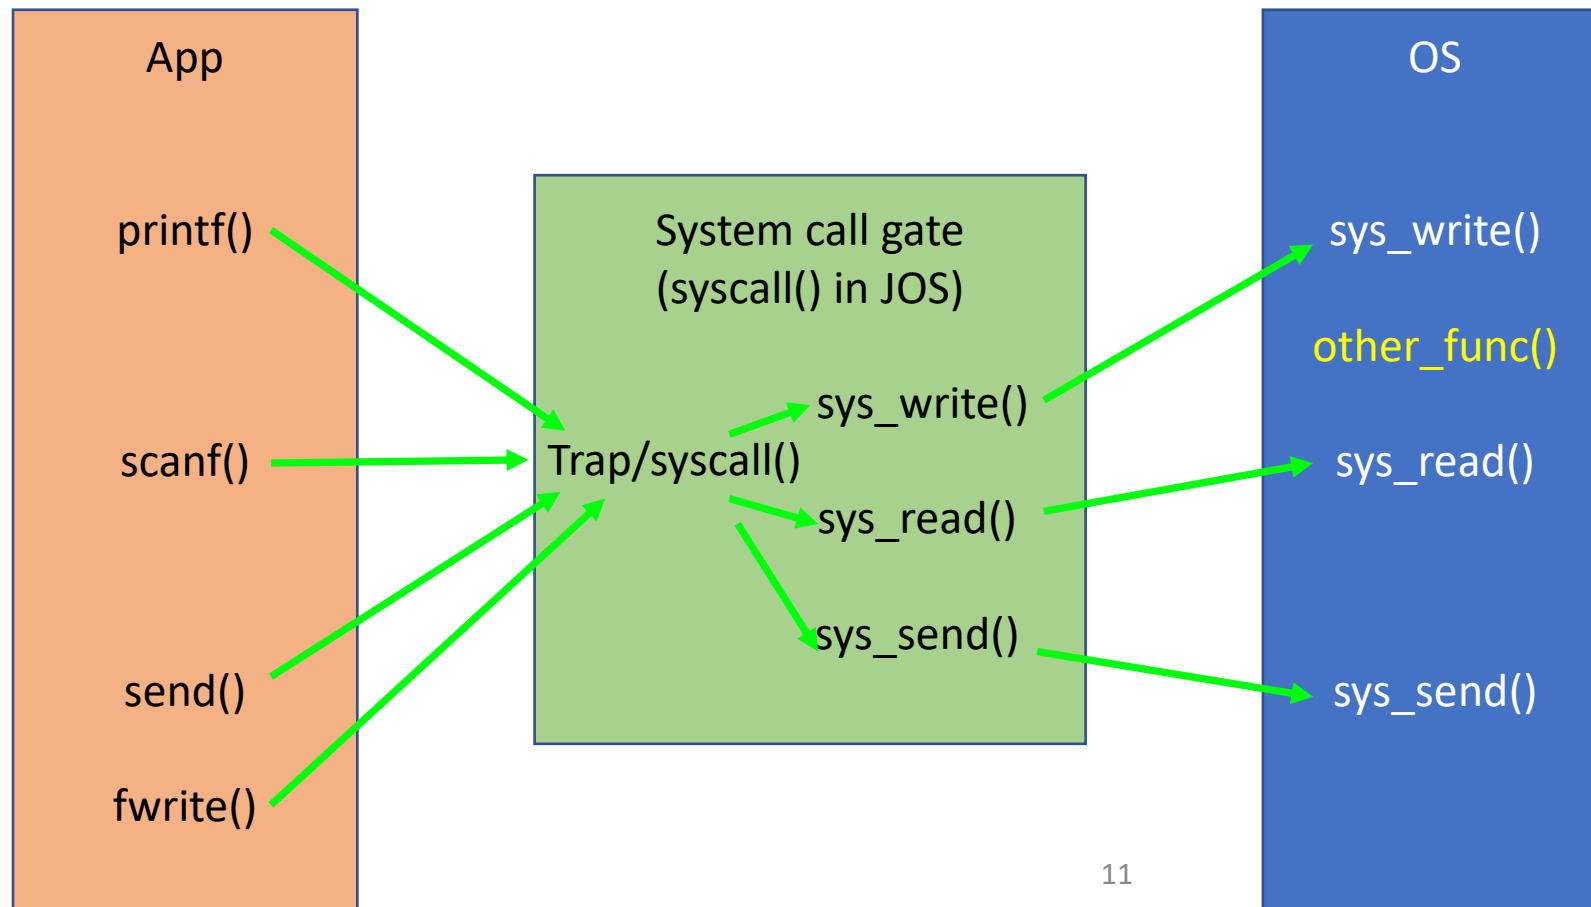 App
printf()
scanf()
send()
fwrite()
System call gate
(syscall() in JOS)
Trap/syscall()
sys_write()
sys_read()
sys_send()
OS
sys_write()
other_func()
sys_read()
sys_send()
11